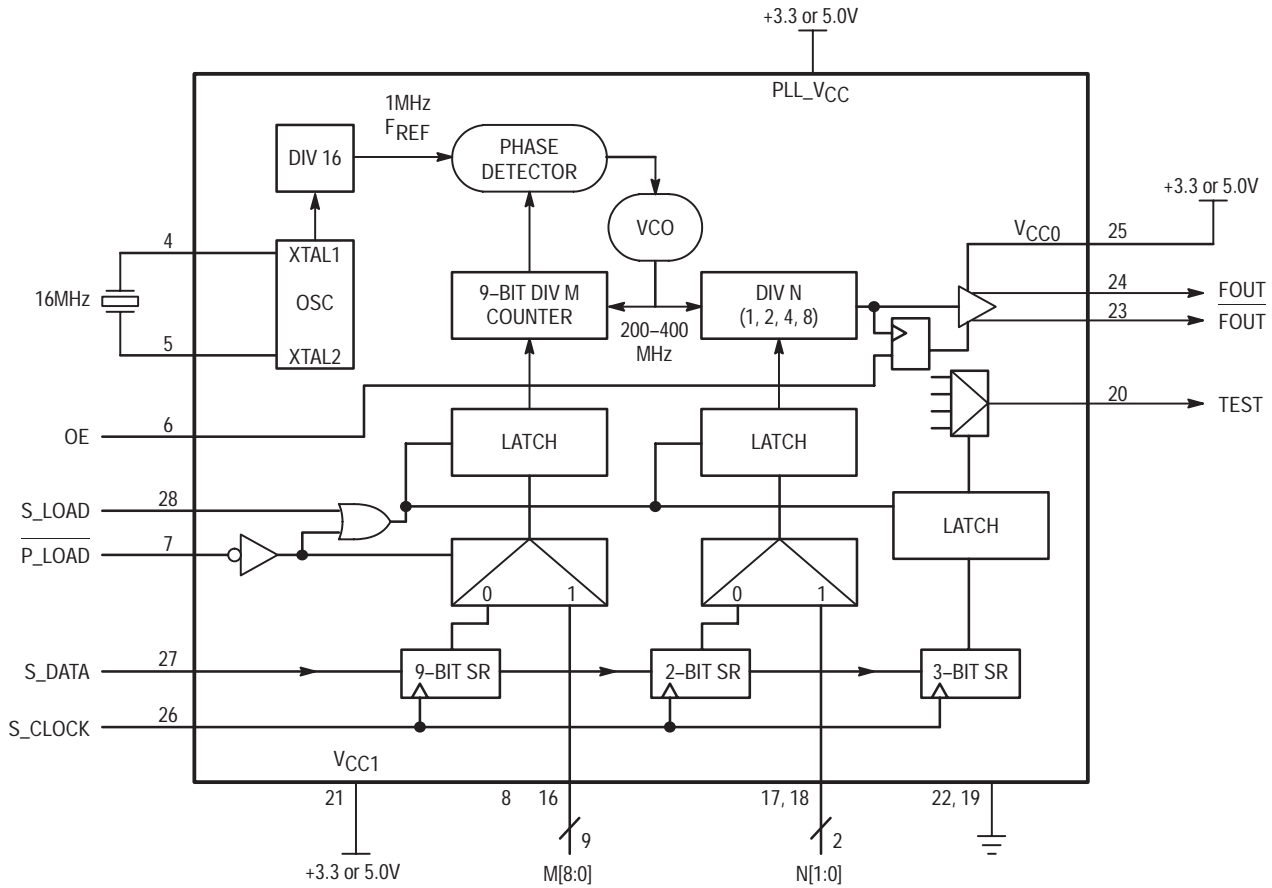 +3.3 or 5.0V
PLL_VCC
1MHz
FREF
DIV 16
PHASE
DETECTOR
VCO
+3.3 or 5.0V
VCC0
25
4
XTAL1
16MHz
OSC
5
XTAL2
9–BIT DIV M
COUNTER
200–400
MHz
DIV N
(1, 2, 4, 8)
24
FOUT
23
FOUT
20
TEST
OE
6
LATCH
LATCH
S_LOAD
28
LATCH
P_LOAD
7
0
1
0
1
S_DATA
27
9–BIT SR
2–BIT SR
3–BIT SR
S_CLOCK
26
VCC1
21
8
16
17, 18
22, 19
9
2
+3.3 or 5.0V
M[8:0]
N[1:0]